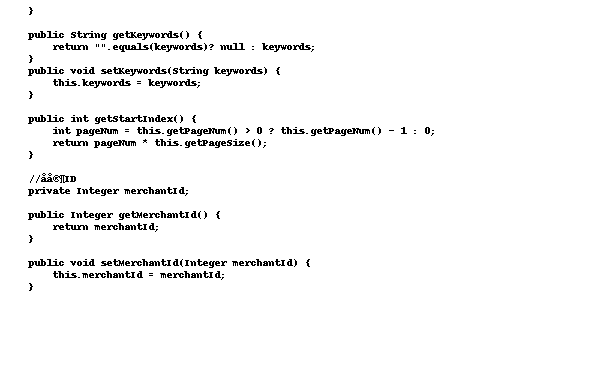 }
public String getKeywords() {
return "".equals(keywords)? null : keywords;
}
public void setKeywords(String keywords) {
this.keywords = keywords;
}
public int getStartIndex() {
int pageNum = this.getPageNum() > 0 ? this.getPageNum() - 1 : 0;
return pageNum * this.getPageSize();
}
//åå®¶ID
private Integer merchantId;
public Integer getMerchantId() {
return merchantId;
}
public void setMerchantId(Integer merchantId) {
this.merchantId = merchantId;
}